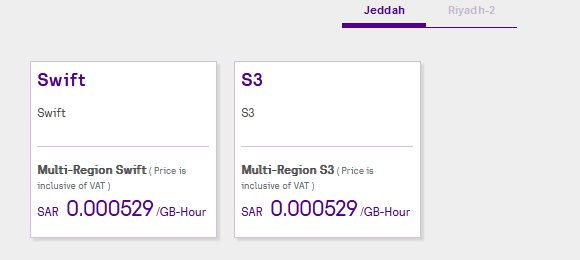 Jeddah Riyadh-2
Swift
Swift
Multi-Region Swift ( Price is
inclusive of VAT )
SAR 0.000529 /GB-Hour
S3
S3
Multi-Region S3 ( Price is
inclusive of VAT )
SAR 0.000529 /GB-Hour